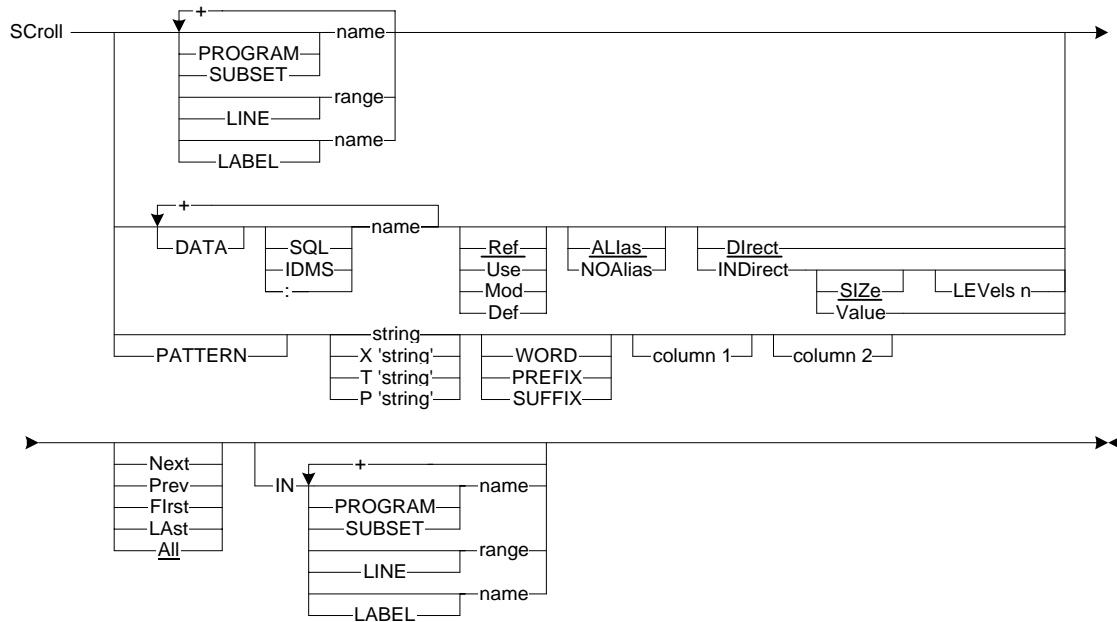 +
SCroll name
PROGRAM
SUBSET
range
LINE
name
LABEL
+
name
DATA SQL Ref ALIas DIrect
IDMS Use NOAlias INDirect
: Mod SIZe LEVels n
Def Value
string
PATTERN X 'string' WORD column 1 column 2
T 'string' PREFIX
P 'string' SUFFIX
Next +
Prev IN name
FIrst PROGRAM
LAst SUBSET
All range
LINE
name
LABEL